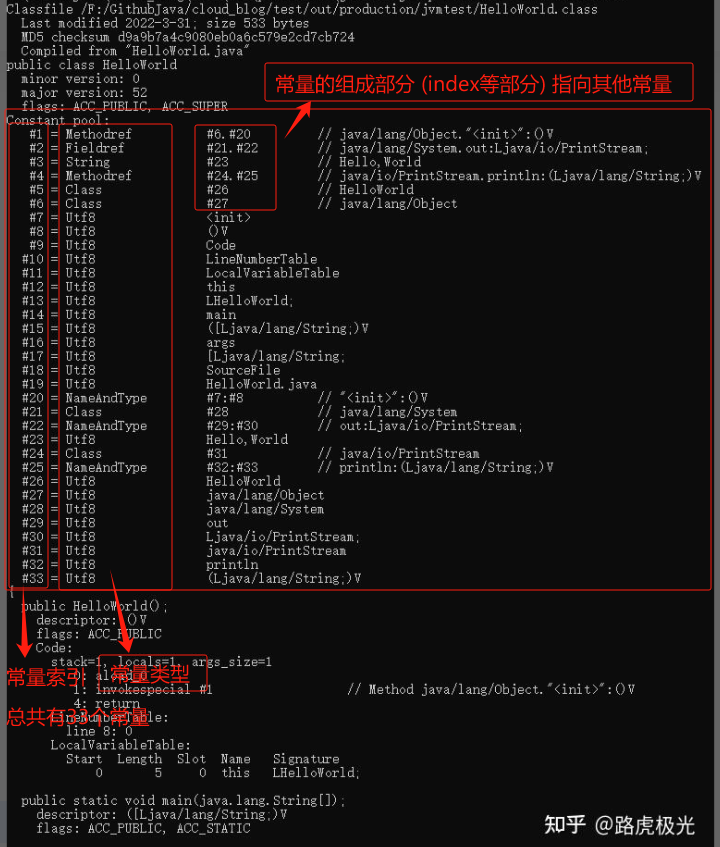 Classfile /F:/Githubjava/cloud_blog/test/out/production/jvmtest/HelloWorld.class
Last modified 2022-3-31; size 533 bytes
MD5 checksum d9a9b7a4c9080eb0a6c579e2cd7cb724
Compiled from "HelloWorld.java"
public class HelloWorld
minor version: 0
major version: 52
flags: ACC_PUBLIC, ACC_SUPER
常量的组成部分 (index等部分) 指向其他常量
Constant pool:
#1 = Methodref #6.#20 // java/lang/Object."<init>":()V
#2 = Fieldref #21.#22 // java/lang/System.out:Ljava/io/PrintStream;
#3 = String #23 // Hello,World
#4 = Methodref #24.#25 // java/io/PrintStream.println:(Ljava/lang/String;)V
#5 = Class #26 // HelloWorld
#6 = Class #27 // java/lang/Object
#7 = Utf8 <init>
#8 = Utf8 ()V
#9 = Utf8 Code
#10 = Utf8 LineNumberTable
#11 = Utf8 LocalVariableTable
#12 = Utf8 this
#13 = Utf8 LHelloWorld;
#14 = Utf8 main
#15 = Utf8 ([Ljava/lang/String;)V
#16 = Utf8 args
#17 = Utf8 [Ljava/lang/String;
#18 = Utf8 SourceFile
#19 = Utf8 HelloWorld.java
#20 = NameAndType #7:#8 // "<init>":()V
#21 = Class #28 // java/lang/System
#22 = NameAndType #29:#30 // out:Ljava/io/PrintStream;
#23 = Utf8 Hello,World
#24 = Class #31 // java/io/PrintStream
#25 = NameAndType #32:#33 // println:(Ljava/lang/String;)V
#26 = Utf8 HelloWorld
#27 = Utf8 java/lang/Object
#28 = Utf8 java/lang/System
#29 = Utf8 out
#30 = Utf8 Ljava/io/PrintStream;
#31 = Utf8 java/io/PrintStream
#32 = Utf8 println
#33 = Utf8 (Ljava/lang/String;)V
{
public HelloWorld();
descriptor: ()V
flags: ACC_PUBLIC
Code:
stack=1, locals=1, args_size=1
0: aload_0
常量索引
常量类型
1: invokespecial #1 // Method java/lang/Object."<init>":()V
4: return
总共有33个常量
LineNumberTable:
line 8: 0
LocalVariableTable:
Start Length Slot Name Signature
0 5 0 this LHelloWorld;
public static void main(java.lang.String[]);
descriptor: ([Ljava/lang/String;)V
flags: ACC_PUBLIC, ACC_STATIC
知乎 @路虎极光